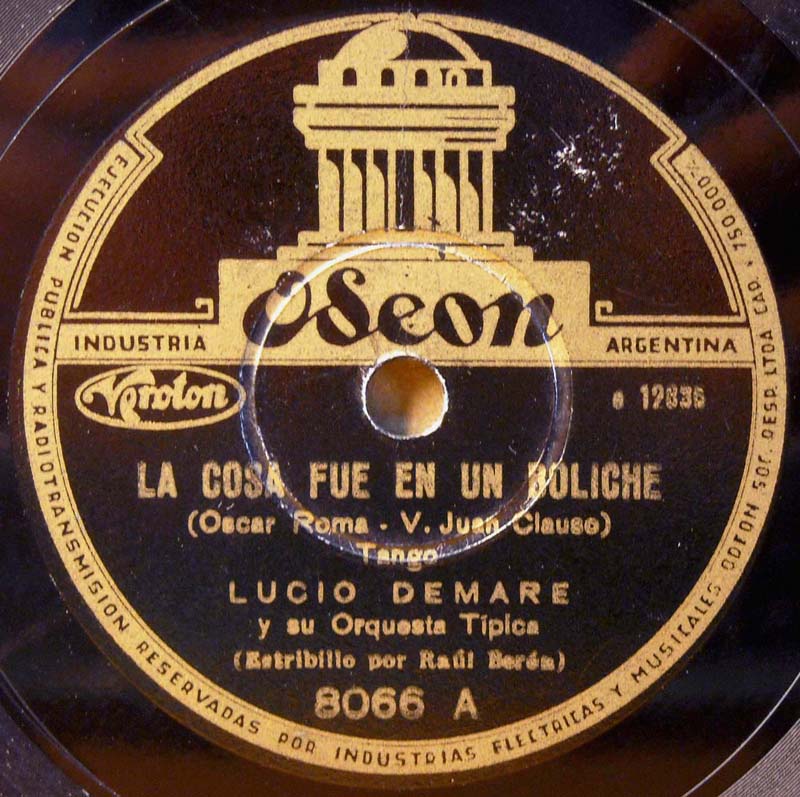 Odeon
INDUSTRIA ARGENTINA
Vroton
e 12836
LA COSA FUE EN UN BOLICHE
(Oscar Roma - V. Juan Clauso)
Tango
LUCIO DEMARE
y su Orquesta Típica
(Estribillo por Raúl Berón)
8066 A
EJECUCION PUBLICA Y RADIOTRANSMISION RESERVADAS POR INDUSTRIAS ELECTRICAS Y MUSICALES ODEON SOC. RESP. LTDA CAP. $ 750.000 m/n